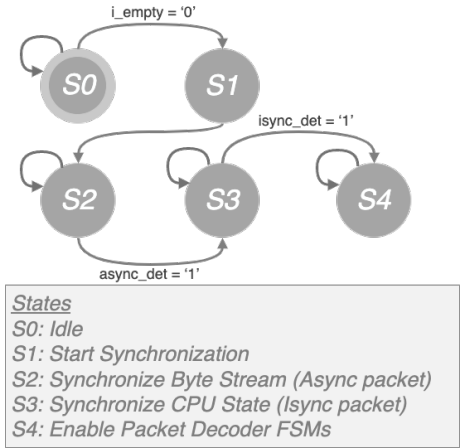 i_empty = ‘0’
S0
S1
isync_det = ‘1’
S2
S3
S4
async_det = ‘1’
States
S0: Idle
S1: Start Synchronization
S2: Synchronize Byte Stream (Async packet)
S3: Synchronize CPU State (Isync packet)
S4: Enable Packet Decoder FSMs